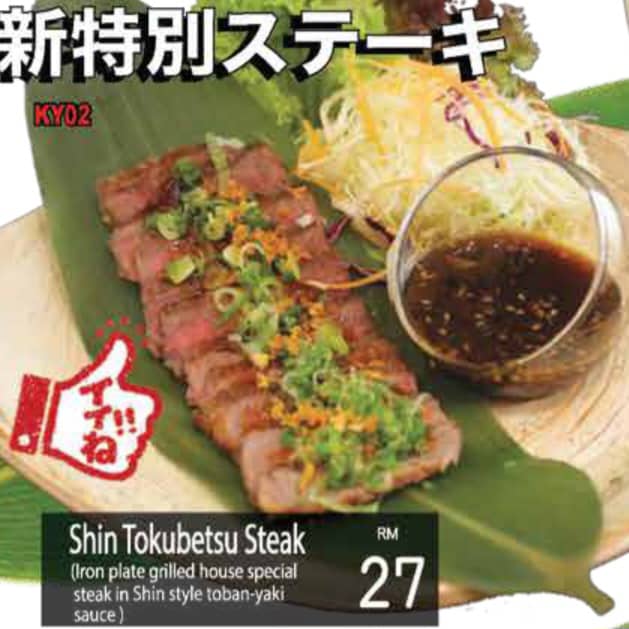 新特別ステーキ
KY02
イイ
ね!!
Shin Tokubetsu Steak
RM
27
(Iron plate grilled house special
steak in Shin style toban-yaki
sauce )